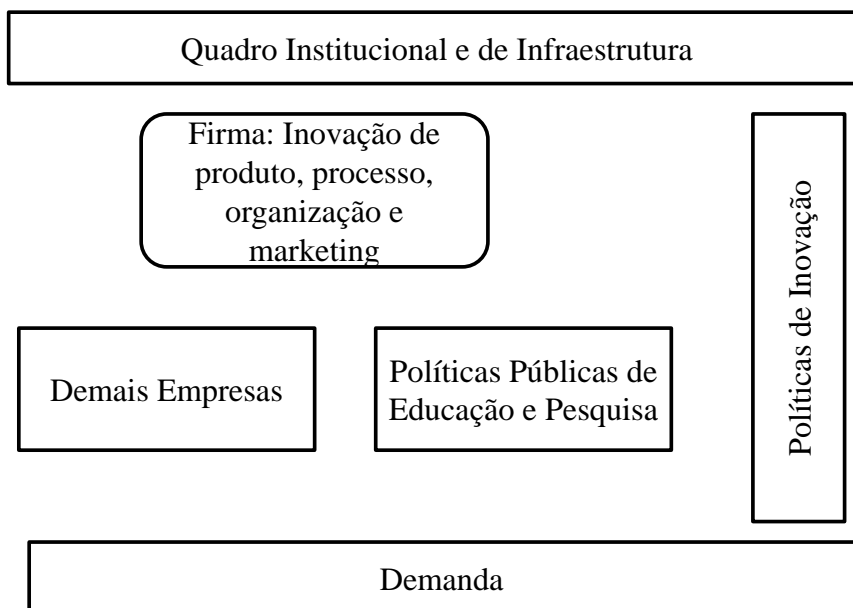 Quadro Institucional e de Infraestrutura
Firma: Inovação de
produto, processo,
organização e
marketing
Políticas de Inovação
Demais Empresas
Políticas Públicas de
Educação e Pesquisa
Demanda